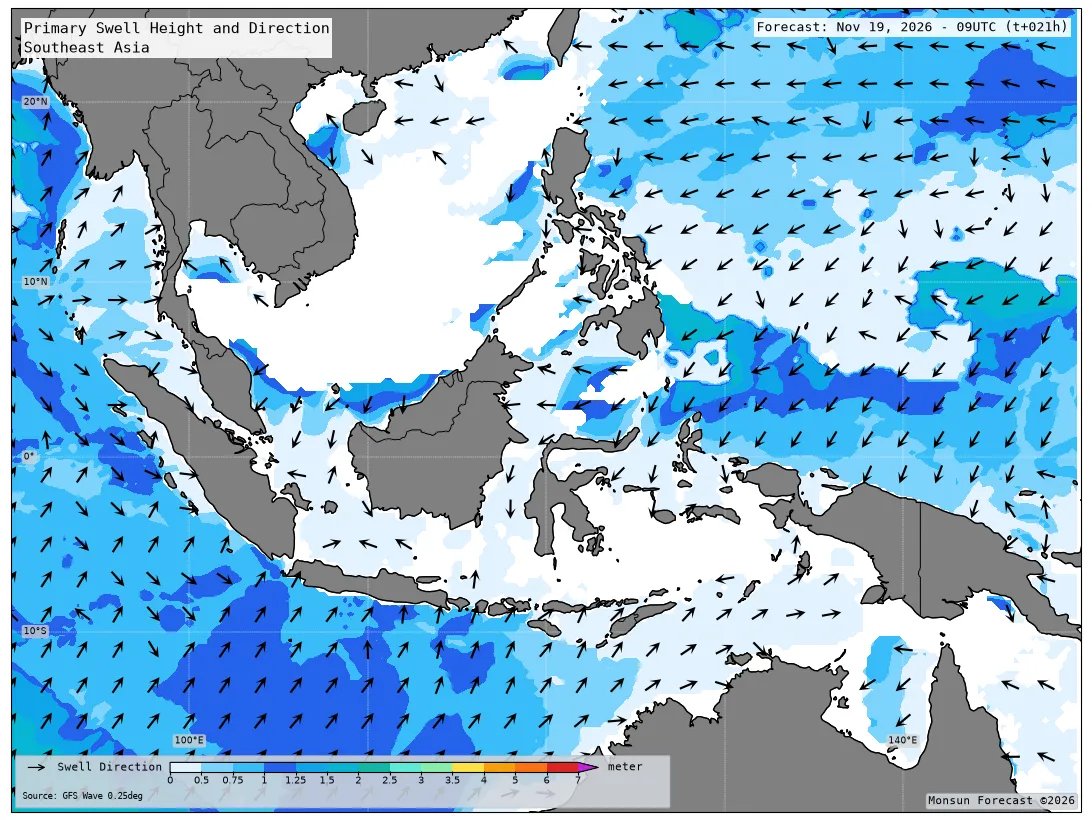 Primary Swell Height and Direction
Southeast Asia
Forecast: Nov 19, 2026 - 09UTC (t+021h)
20°N
10°N
0°
10°S
100°E
140°E
Swell Direction
0 0.5 0.75 1 1.25 1.5 2 2.5 3 3.5 4 5 6 7
meter
Source: GFS Wave 0.25deg
Monsun Forecast ©2026